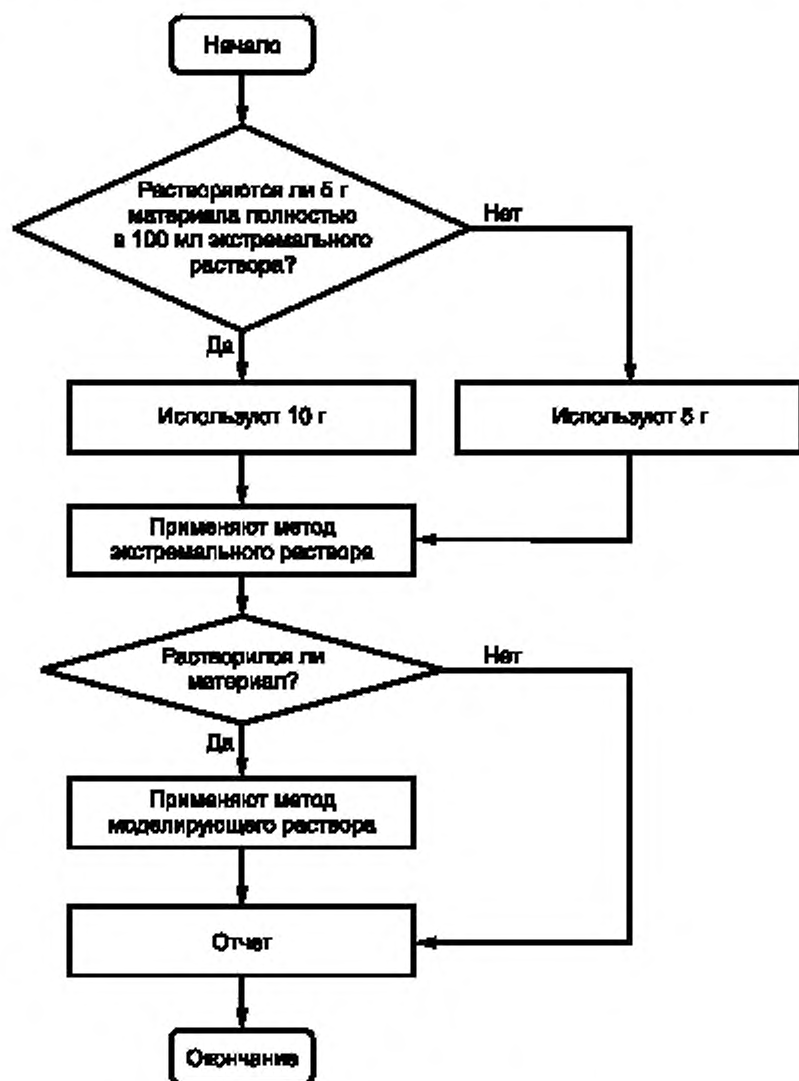 Начало
Растворяются ли 5 г
материала полностью
в 100 мл экстремального
раствора?
Нет
Да
Используют 10 г
Используют 5 г
Применяют метод
экстремального раствора
Растворился ли
материал?
Нет
Да
Применяют метод
моделирующего раствора
Отчет
Окончание